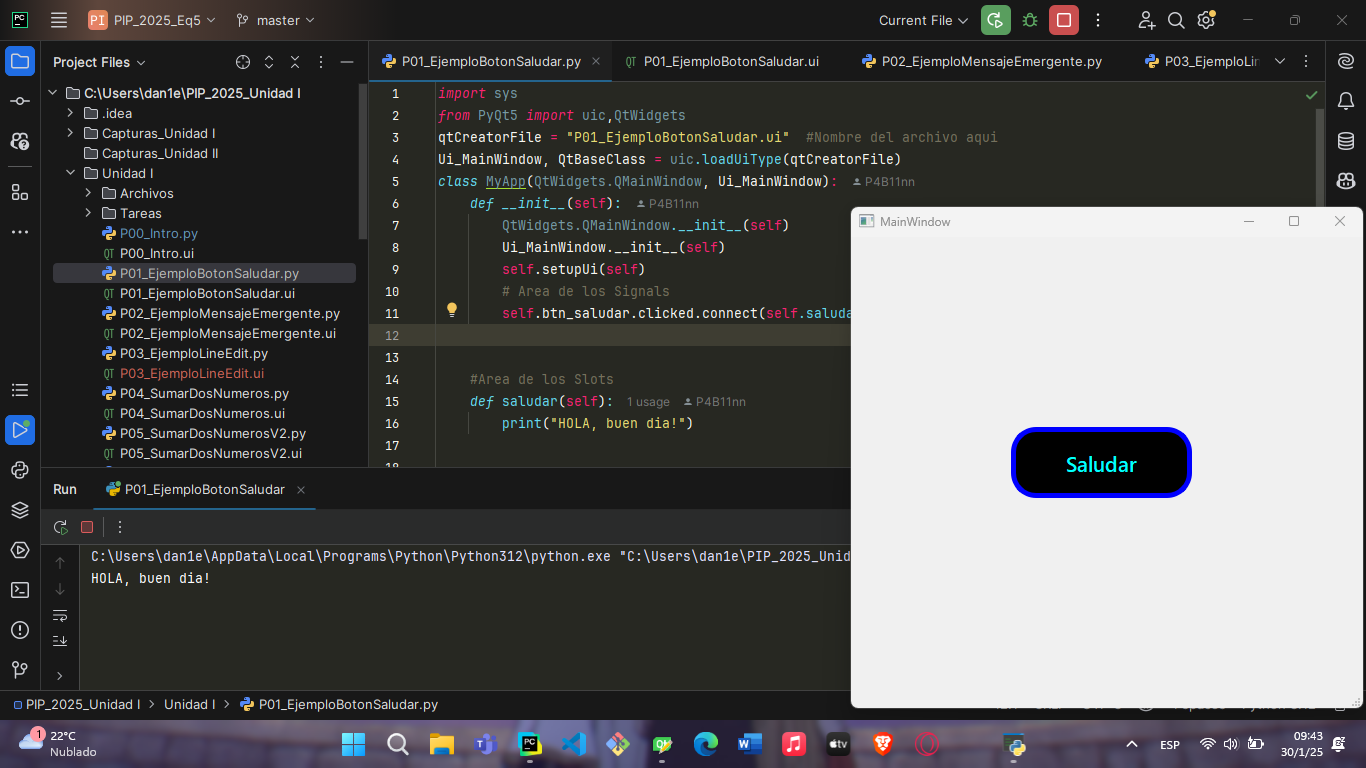 PI PIP_2025_Eq5 master Current File
Project Files
P01_EjemploBotonSaludar.py
P01_EjemploBotonSaludar.ui
P02_EjemploMensajeEmergente.py
C:\Users\dan1e\PIP_2025_Unidad I
.idea
Capturas_Unidad I
Capturas_Unidad II
Unidad I
Archivos
Tareas
P00_Intro.py
P00_Intro.ui
P01_EjemploBotonSaludar.py
P01_EjemploBotonSaludar.ui
P02_EjemploMensajeEmergente.py
P02_EjemploMensajeEmergente.ui
P03_EjemploLineEdit.py
P03_EjemploLineEdit.ui
P04_SumarDosNumeros.py
P04_SumarDosNumeros.ui
P05_SumarDosNumerosV2.py
P05_SumarDosNumerosV2.ui
1 import sys
2 from PyQt5 import uic,QtWidgets
3 qtCreatorFile = "P01_EjemploBotonSaludar.ui" #Nombre del archivo aqui
4 Ui_MainWindow, QtBaseClass = uic.loadUiType(qtCreatorFile)
5 class MyApp(QtWidgets.QMainWindow, Ui_MainWindow): P4B11nn
6 def __init__(self): P4B11nn
7 QtWidgets.QMainWindow.__init__(self)
8 Ui_MainWindow.__init__(self)
9 self.setupUi(self)
10 # Area de los Signals
11 self.btn_saludar.clicked.connect(self.saluda
12
13
14 #Area de los Slots
15 def saludar(self): 1 usage P4B11nn
16 print("HOLA, buen dia!")
17
MainWindow
Saludar
Run P01_EjemploBotonSaludar
C:\Users\dan1e\AppData\Local\Programs\Python\Python312\python.exe "C:\Users\dan1e\PIP_2025_Unid
HOLA, buen dia!
PIP_2025_Unidad I > Unidad I > P01_EjemploBotonSaludar.py
1
22°C
Nublado
ESP
09:43
30/1/25